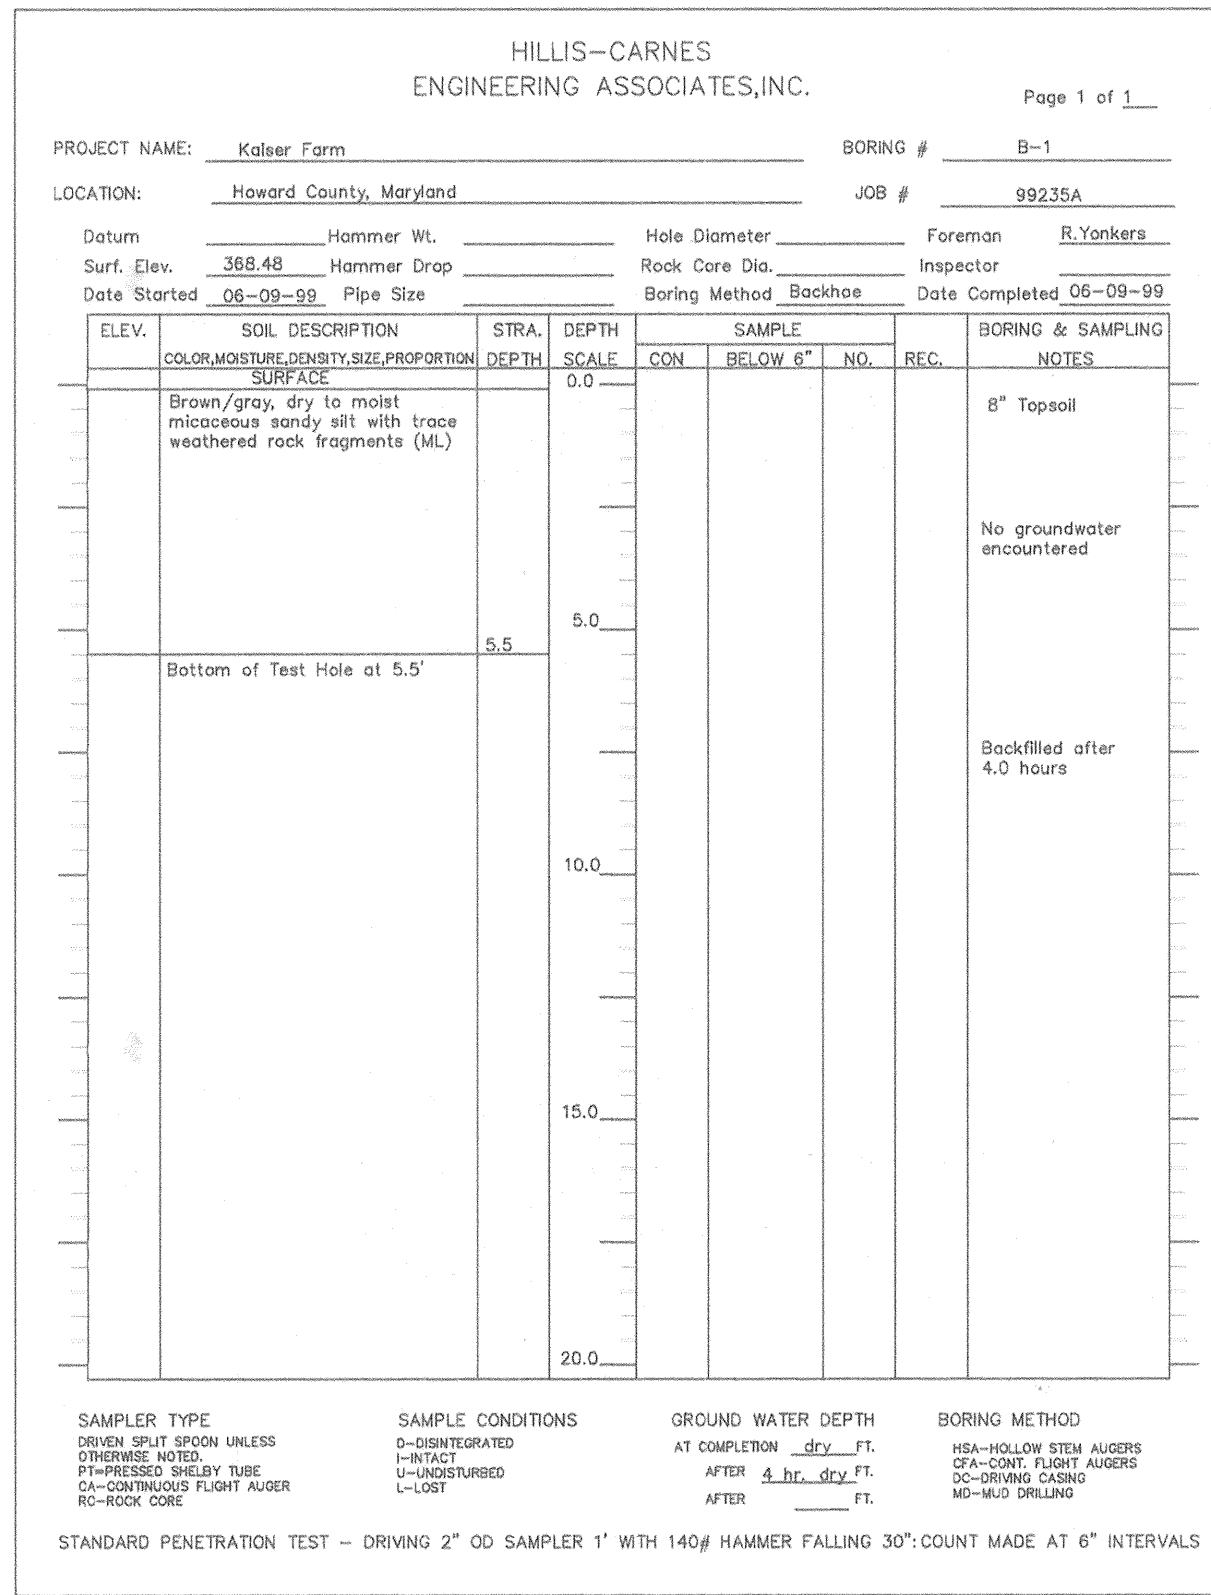 HILLIS-CARNES
ENGINEERING ASSOCIATES,INC.
Page 1 of 1
PROJECT NAME: Kaiser Farm BORING # B-1
LOCATION: Howard County, Maryland JOB # 99235A
Datum Hammer Wt. Hole Diameter Foreman R.Yonkers
Surf. Elev. 368.48 Hammer Drop Rock Core Dia. Inspector
Date Started 06-09-99 Pipe Size Boring Method Backhoe Date Completed 06-09-99
ELEV. SOIL DESCRIPTION STRA. DEPTH SAMPLE BORING & SAMPLING
COLOR,MOISTURE,DENSITY,SIZE,PROPORTION DEPTH SCALE CON BELOW 6" NO. REC. NOTES
SURFACE 0.0
Brown/gray, dry to moist
micaceous sandy silt with trace
weathered rock fragments (ML)
8" Topsoil
No groundwater
encountered
5.0
5.5
Bottom of Test Hole at 5.5'
Backfilled after
4.0 hours
10.0
15.0
20.0
SAMPLER TYPE
DRIVEN SPLIT SPOON UNLESS
OTHERWISE NOTED.
PT=PRESSED SHELBY TUBE
CA-CONTINUOUS FLIGHT AUGER
RC-ROCK CORE
SAMPLE CONDITIONS
D-DISINTEGRATED
I-INTACT
U-UNDISTURBED
L-LOST
GROUND WATER DEPTH
AT COMPLETION dry FT.
AFTER 4 hr. dry FT.
AFTER FT.
BORING METHOD
HSA-HOLLOW STEM AUGERS
CFA-CONT. FLIGHT AUGERS
DC-DRIVING CASING
MD-MUD DRILLING
STANDARD PENETRATION TEST - DRIVING 2" OD SAMPLER 1' WITH 140# HAMMER FALLING 30":COUNT MADE AT 6" INTERVALS